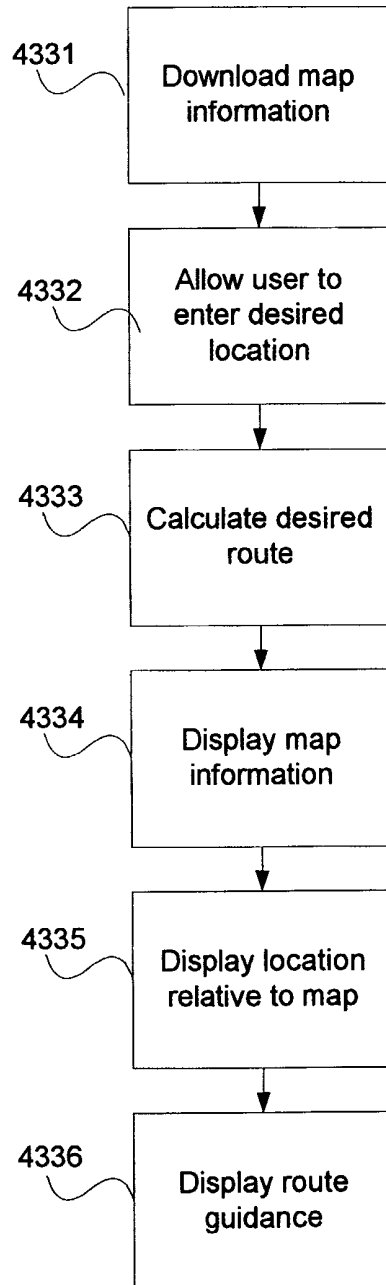 4331
Download map
information
4332
Allow user to
enter desired
location
4333
Calculate desired
route
4334
Display map
information
4335
Display location
relative to map
4336
Display route
guidance